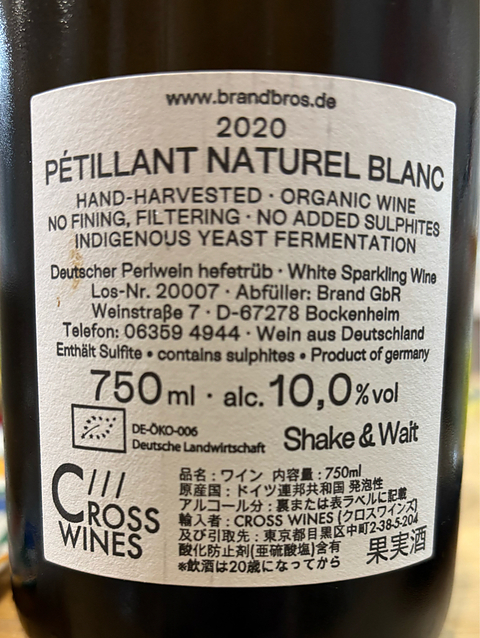 www.brandbros.de
2020
PÉTILLANT NATUREL BLANC
HAND-HARVESTED · ORGANIC WINE
NO FINING, FILTERING · NO ADDED SULPHITES
INDIGENOUS YEAST FERMENTATION
Deutscher Perlwein hefetrüb · White Sparkling Wine
Los-Nr. 20007 · Abfüller: Brand GbR
Weinstraße 7 · D-67278 Bockenheim
Telefon: 06359 4944 · Wein aus Deutschland
Enthält Sulfite • contains sulphites • Product of germany
750 ml · alc. 10,0 % vol
DE-ÖKO-006
Deutsche Landwirtschaft
Shake & Wait
C///
CROSS
WINES
品名：ワイン 内容量：750ml
原産国：ドイツ連邦共和国 発泡性
アルコール分：裏または表ラベルに記載
輸入者：CROSS WINES (クロスワインズ)
及び引取先：東京都目黒区中町2-38-5-204
酸化防止剤(亜硫酸塩)含有
※飲酒は20歳になってから
果実酒